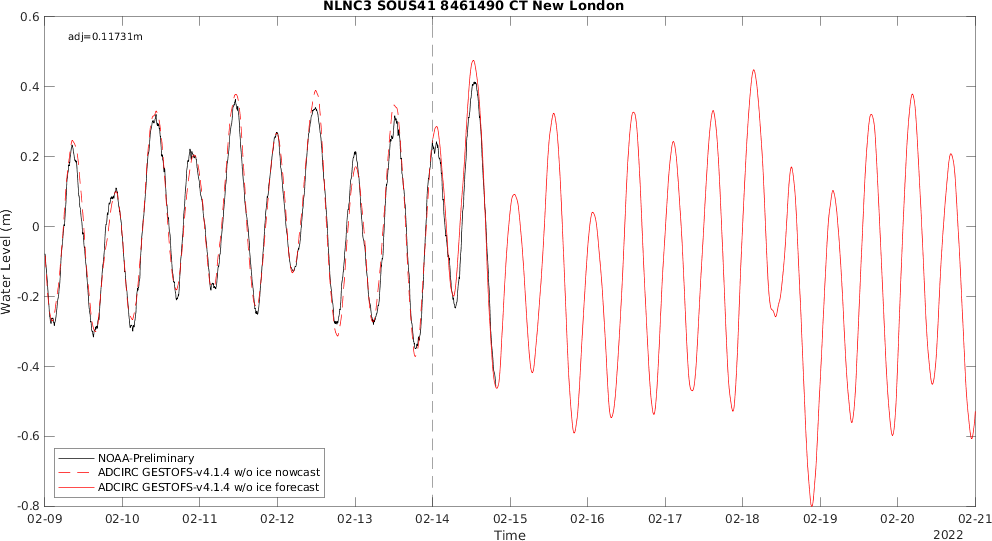 NLNC3 SOUS41 8461490 CT New London
adj=0.11731m
0.6
0.4
0.2
0
-0.2
-0.4
-0.6
-0.8
Water Level (m)
NOAA-Preliminary
ADCIRC GESTOFS-v4.1.4 w/o ice nowcast
ADCIRC GESTOFS-v4.1.4 w/o ice forecast
02-09 02-10 02-11 02-12 02-13 02-14 02-15 02-16 02-17 02-18 02-19 02-20 02-21
Time
2022